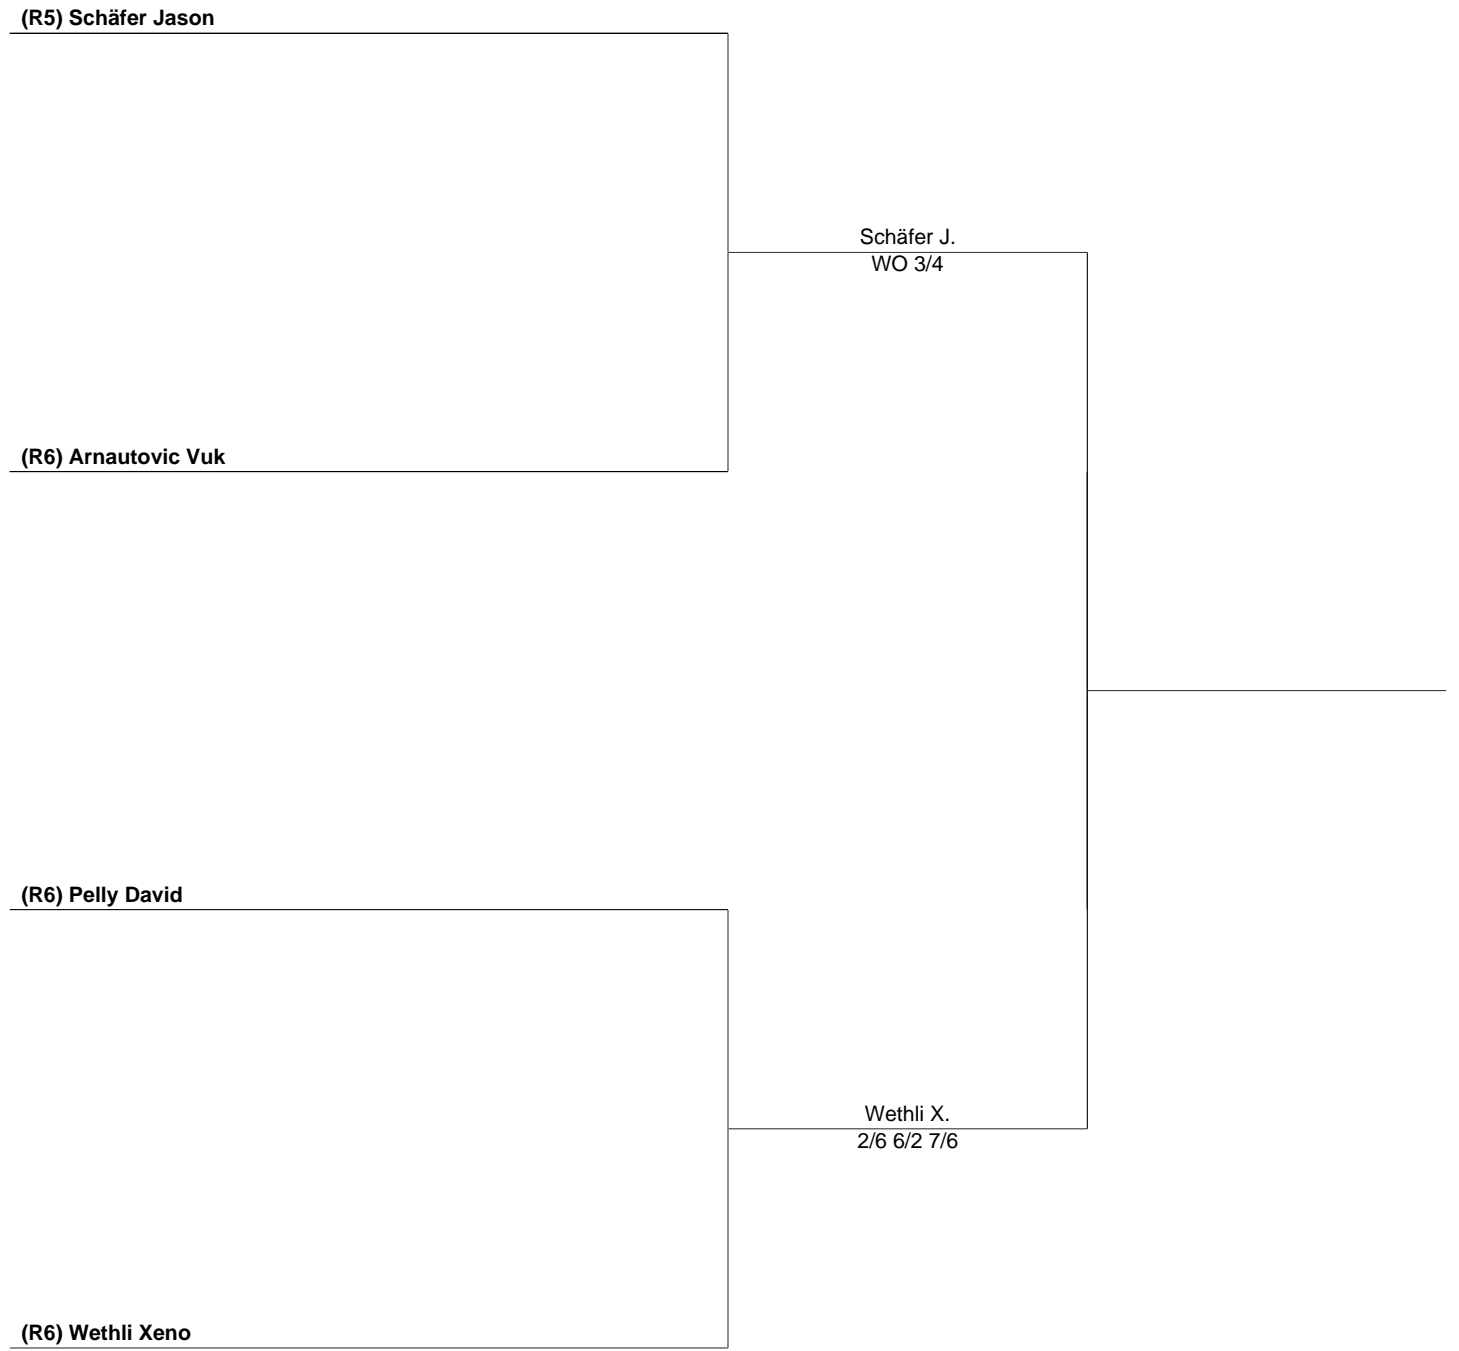 (R5) Schäfer Jason
Schäfer J.
WO 3/4
(R6) Arnautovic Vuk
(R6) Pelly David
Wethli X.
2/6 6/2 7/6
(R6) Wethli Xeno